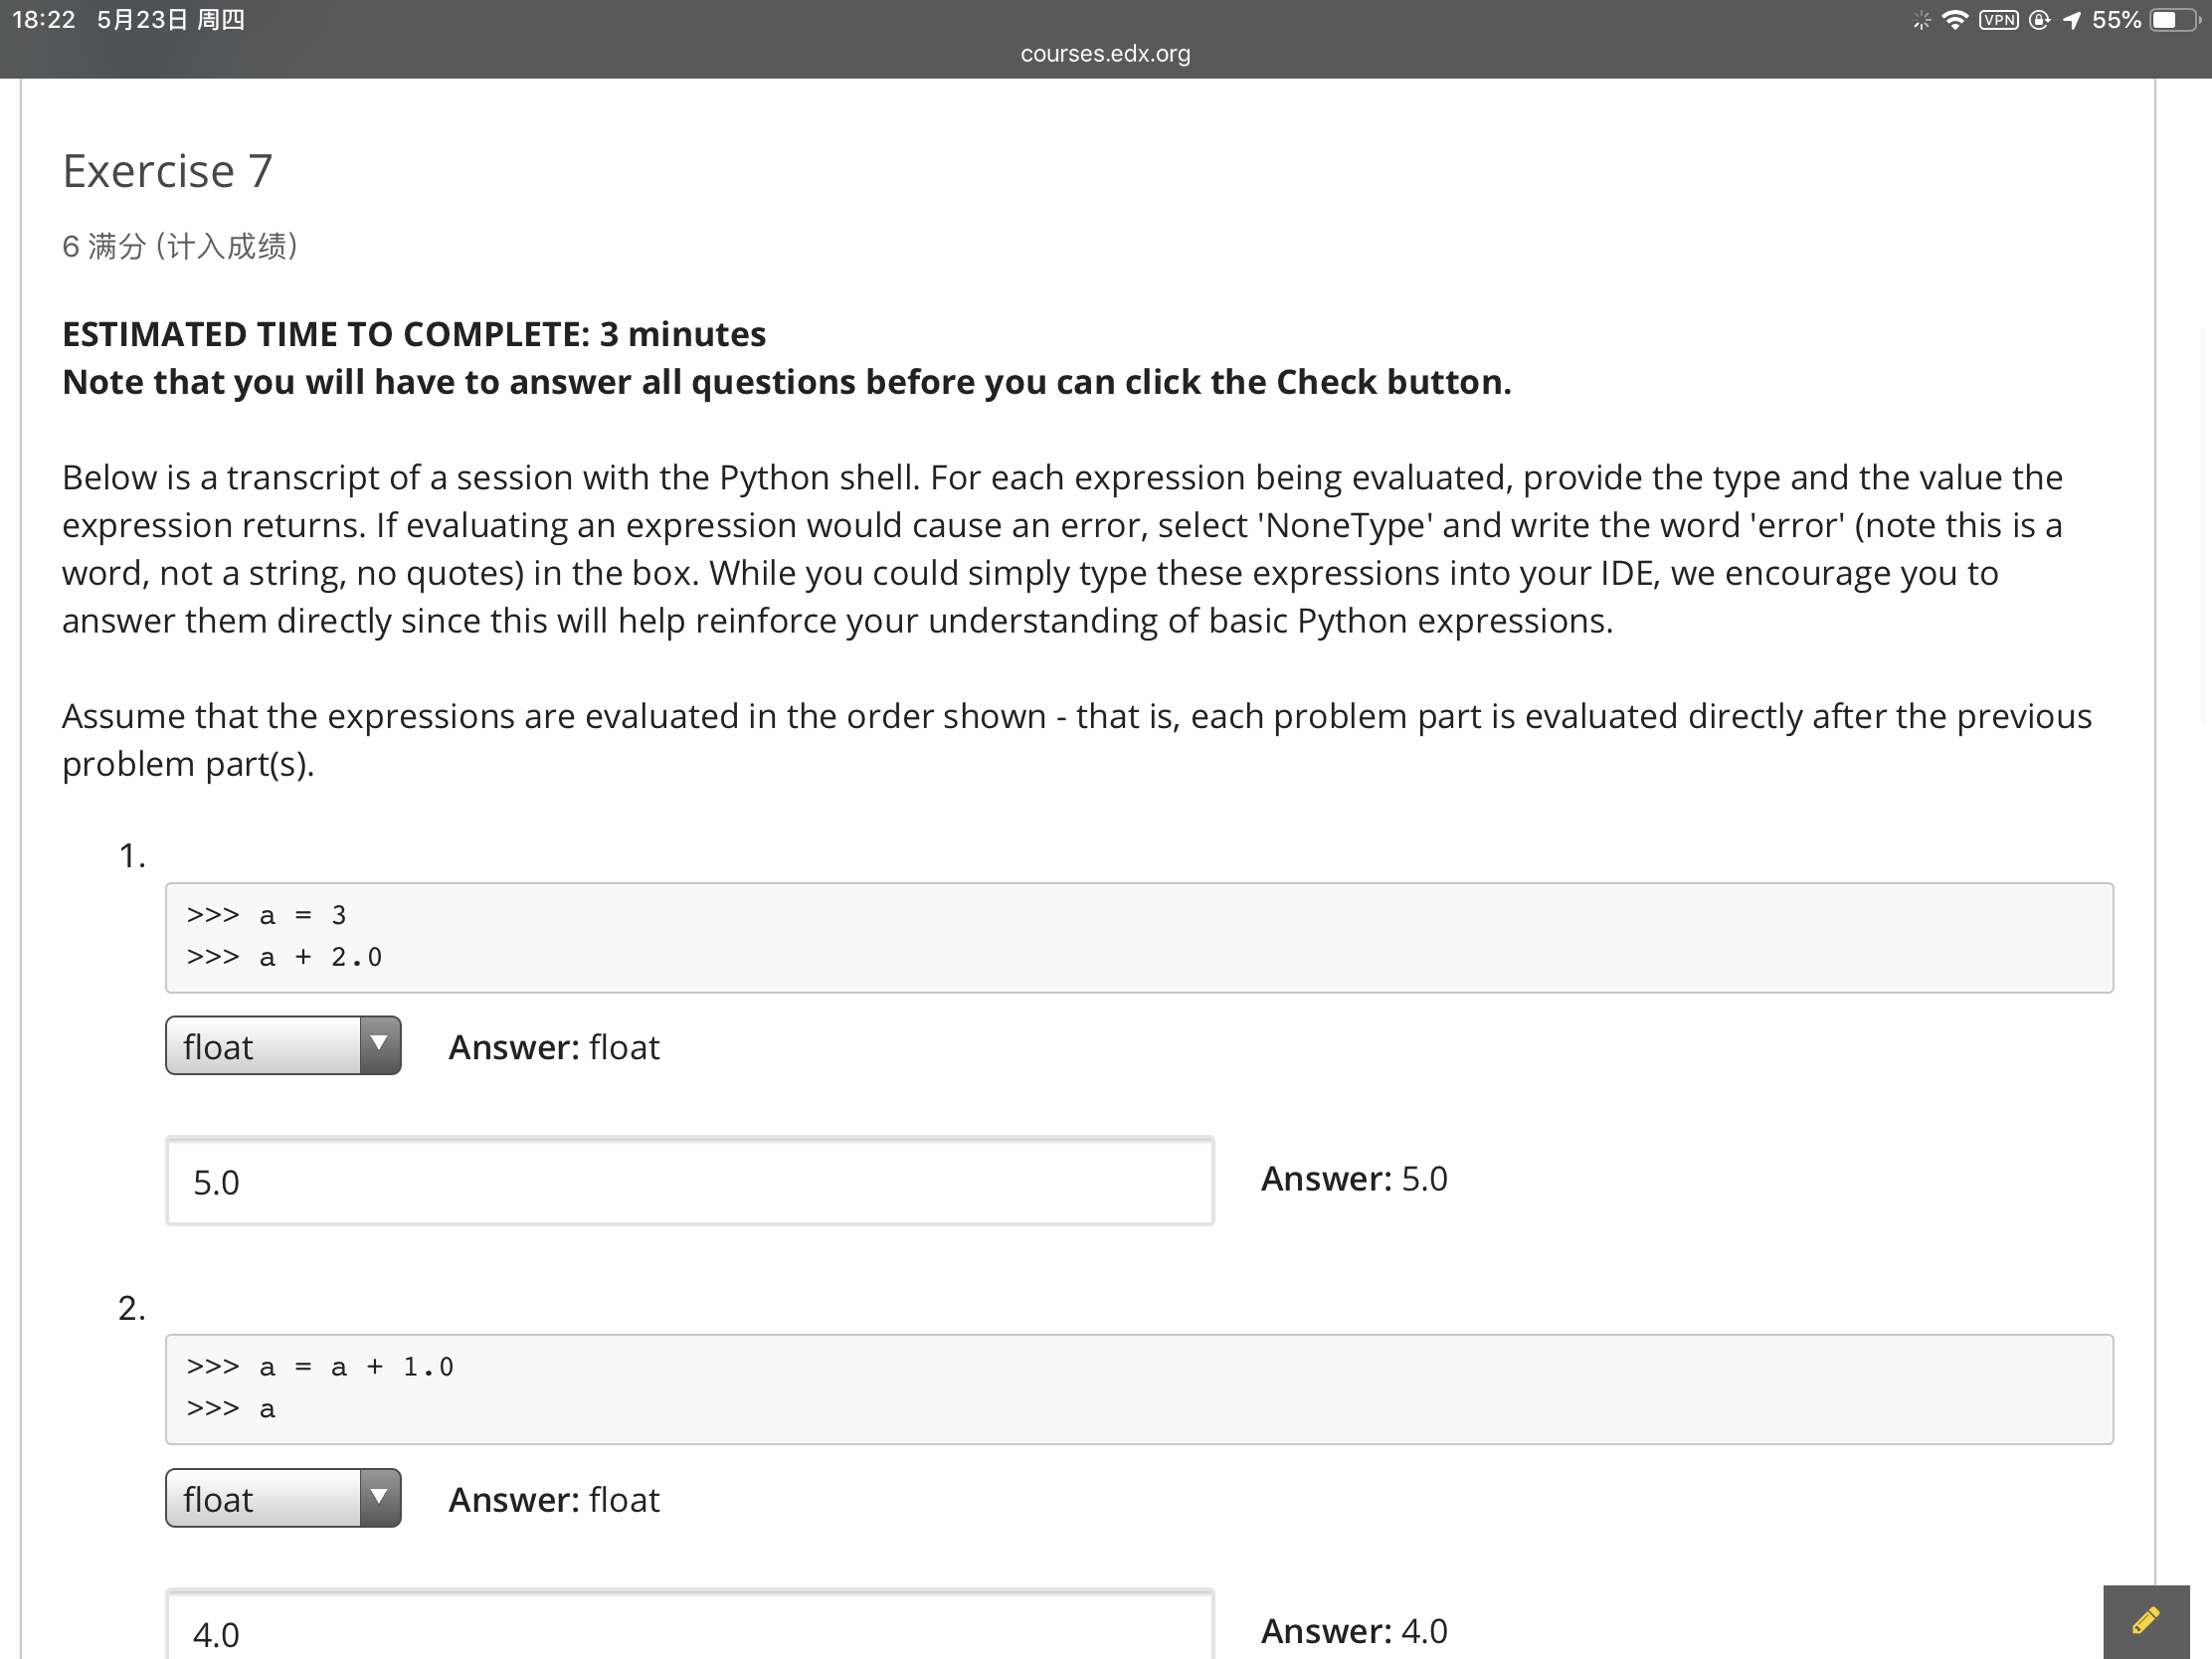 18:22 5月23日 周四
VPN 55%
courses.edx.org
Exercise 7
6 满分 (计入成绩)
ESTIMATED TIME TO COMPLETE: 3 minutes
Note that you will have to answer all questions before you can click the Check button.
Below is a transcript of a session with the Python shell. For each expression being evaluated, provide the type and the value the
expression returns. If evaluating an expression would cause an error, select 'NoneType' and write the word 'error' (note this is a
word, not a string, no quotes) in the box. While you could simply type these expressions into your IDE, we encourage you to
answer them directly since this will help reinforce your understanding of basic Python expressions.
Assume that the expressions are evaluated in the order shown - that is, each problem part is evaluated directly after the previous
problem part(s).
1.
>>> a = 3
>>> a + 2.0
float Answer: float
5.0 Answer: 5.0
2.
>>> a = a + 1.0
>>> a
float Answer: float
4.0 Answer: 4.0